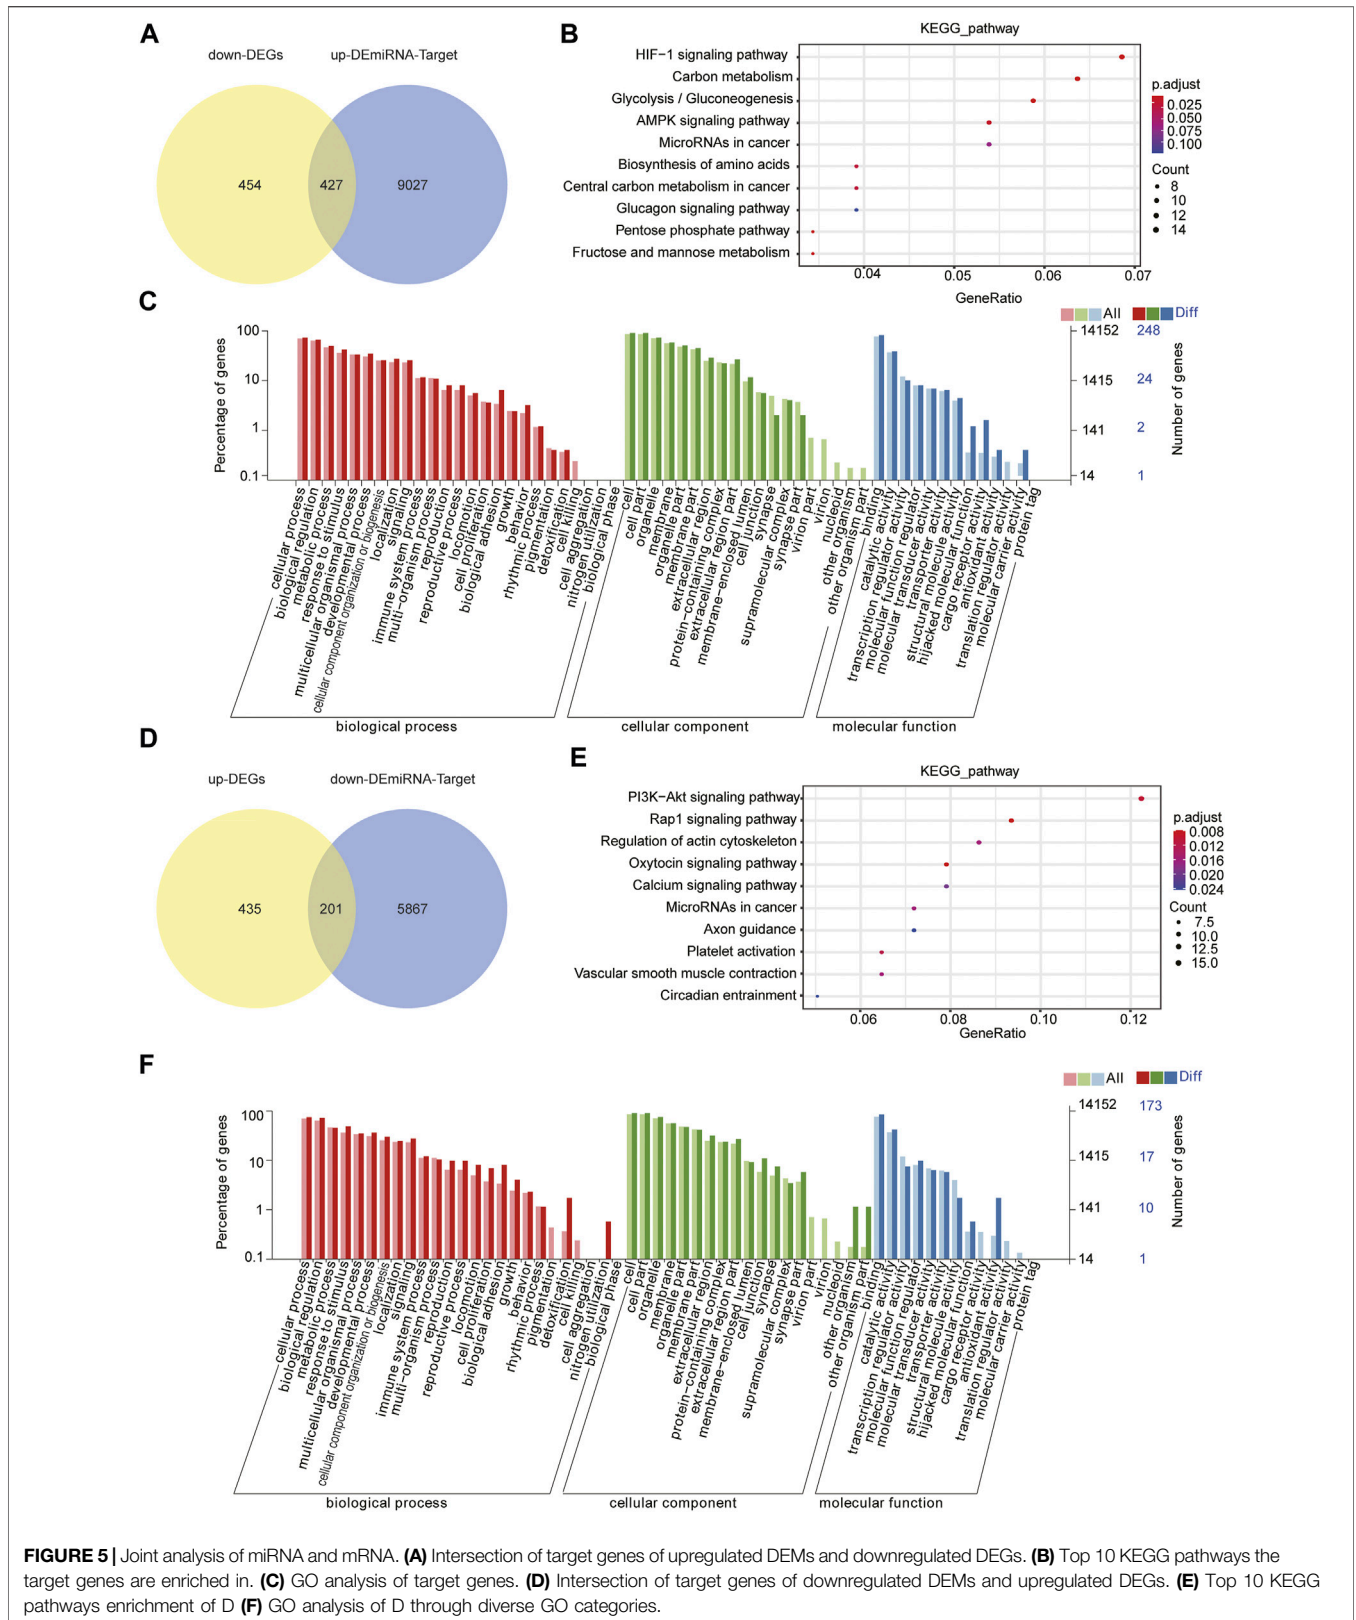 A
down-DEGs
up-DEmiRNA-Target
454
427
9027
B
KEGG_pathway
HIF−1 signaling pathway
Carbon metabolism
Glycolysis / Gluconeogenesis
AMPK signaling pathway
MicroRNAs in cancer
Biosynthesis of amino acids
Central carbon metabolism in cancer
Glucagon signaling pathway
Pentose phosphate pathway
Fructose and mannose metabolism
0.04 0.05 0.06 0.07
GeneRatio
p.adjust
0.025
0.050
0.075
0.100
Count
8
10
12
14
C
All Diff
Percentage of genes
100
10
1
0.1
14152 248
1415 24
141 2
14 1
Number of genes
cellular process
biological regulation
metabolic process
response to stimulus
multicellular organismal process
developmental process
cellular component organization or biogenesis
localization
signaling
immune system process
multi-organism process
reproduction
reproductive process
locomotion
cell proliferation
biological adhesion
growth
behavior
rhythmic process
pigmentation
detoxification
cell killing
cell aggregation
nitrogen utilization
biological phase
cell
cell part
organelle
membrane
organelle part
membrane part
extracellular region
protein-containing complex
extracellular region part
membrane-enclosed lumen
cell junction
synapse
supramolecular complex
synapse part
virion part
virion
nucleoid
other organism
other organism part
binding
catalytic activity
transcription regulator activity
molecular function regulator
molecular transducer activity
transporter activity
structural molecule activity
hijacked molecular function
cargo receptor activity
antioxidant activity
translation regulator activity
molecular carrier activity
protein tag
biological process
cellular component
molecular function
D
up-DEGs
down-DEmiRNA-Target
435
201
5867
E
KEGG_pathway
PI3K−Akt signaling pathway
Rap1 signaling pathway
Regulation of actin cytoskeleton
Oxytocin signaling pathway
Calcium signaling pathway
MicroRNAs in cancer
Axon guidance
Platelet activation
Vascular smooth muscle contraction
Circadian entrainment
0.06 0.08 0.10 0.12
GeneRatio
p.adjust
0.008
0.012
0.016
0.020
0.024
Count
7.5
10.0
12.5
15.0
F
All Diff
Percentage of genes
100
10
1
0.1
14152 173
1415 17
141 10
14 1
Number of genes
cellular process
biological regulation
metabolic process
response to stimulus
multicellular organismal process
developmental process
cellular component organization or biogenesis
localization
signaling
immune system process
multi-organism process
reproduction
reproductive process
locomotion
cell proliferation
biological adhesion
growth
behavior
rhythmic process
pigmentation
detoxification
cell killing
cell aggregation
nitrogen utilization
biological phase
cell
cell part
organelle
membrane
organelle part
membrane part
extracellular region
protein-containing complex
extracellular region part
membrane-enclosed lumen
cell junction
synapse
supramolecular complex
synapse part
virion part
virion
nucleoid
other organism
other organism part
binding
catalytic activity
transcription regulator activity
molecular function regulator
molecular transducer activity
transporter activity
structural molecule activity
hijacked molecular function
cargo receptor activity
antioxidant activity
translation regulator activity
molecular carrier activity
protein tag
biological process
cellular component
molecular function
FIGURE 5 | Joint analysis of miRNA and mRNA. (A) Intersection of target genes of upregulated DEMs and downregulated DEGs. (B) Top 10 KEGG pathways the
target genes are enriched in. (C) GO analysis of target genes. (D) Intersection of target genes of downregulated DEMs and upregulated DEGs. (E) Top 10 KEGG
pathways enrichment of D (F) GO analysis of D through diverse GO categories.